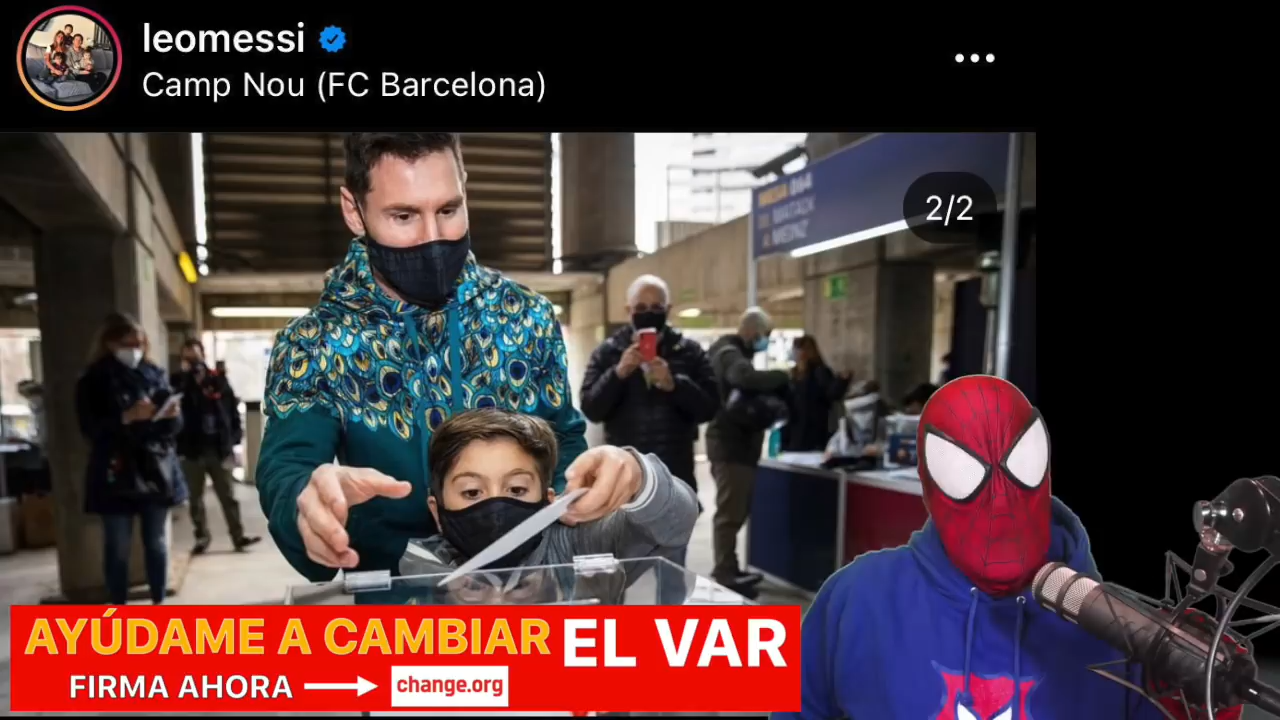 leomessi
Camp Nou (FC Barcelona)
2/2
AYÚDAME A CAMBIAR EL VAR
FIRMA AHORA
change.org